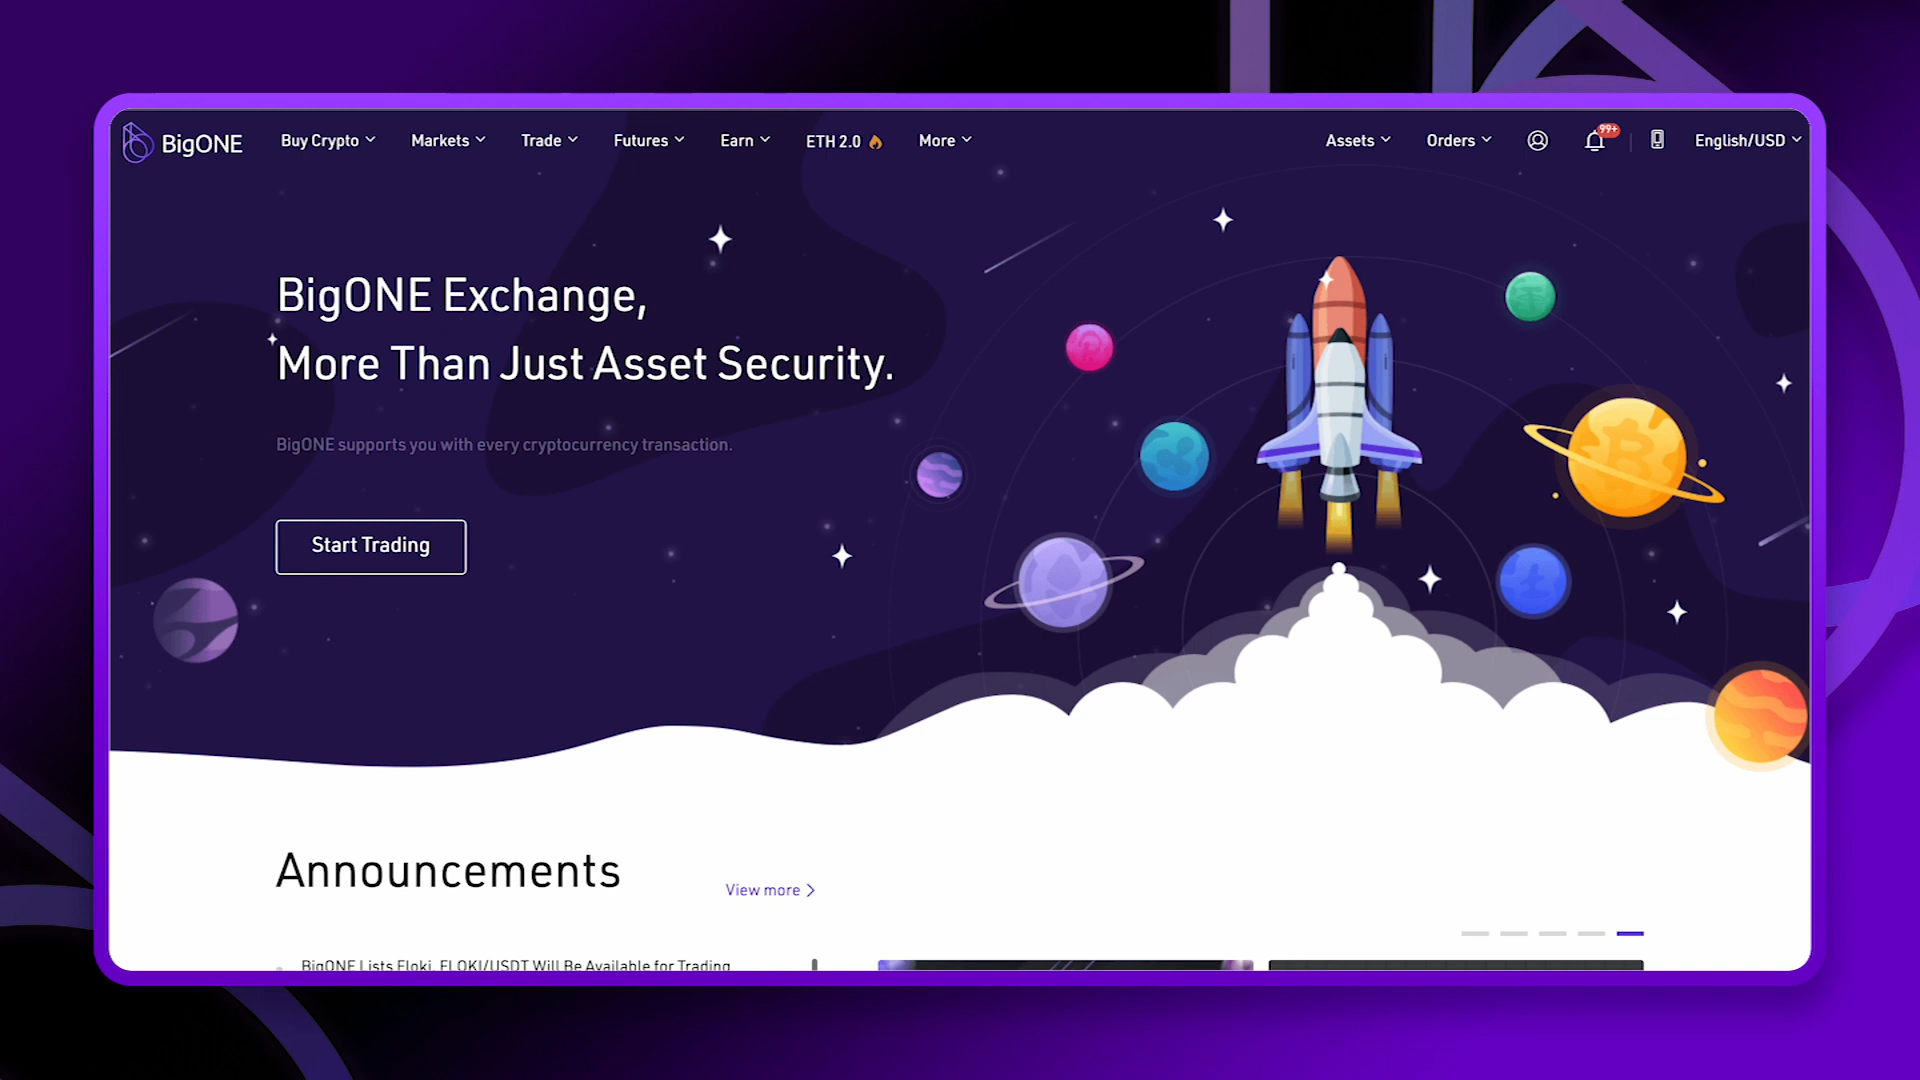 BigONE
Buy Crypto
Markets
Trade
Futures
Earn
ETH 2.0
More
Assets
Orders
99+
English/USD
BigONE Exchange,
More Than Just Asset Security.
BigONE supports you with every cryptocurrency transaction.
Start Trading
Announcements
View more
BigONE Lists Floki, FLOKI/USDT Will Be Available for Trading